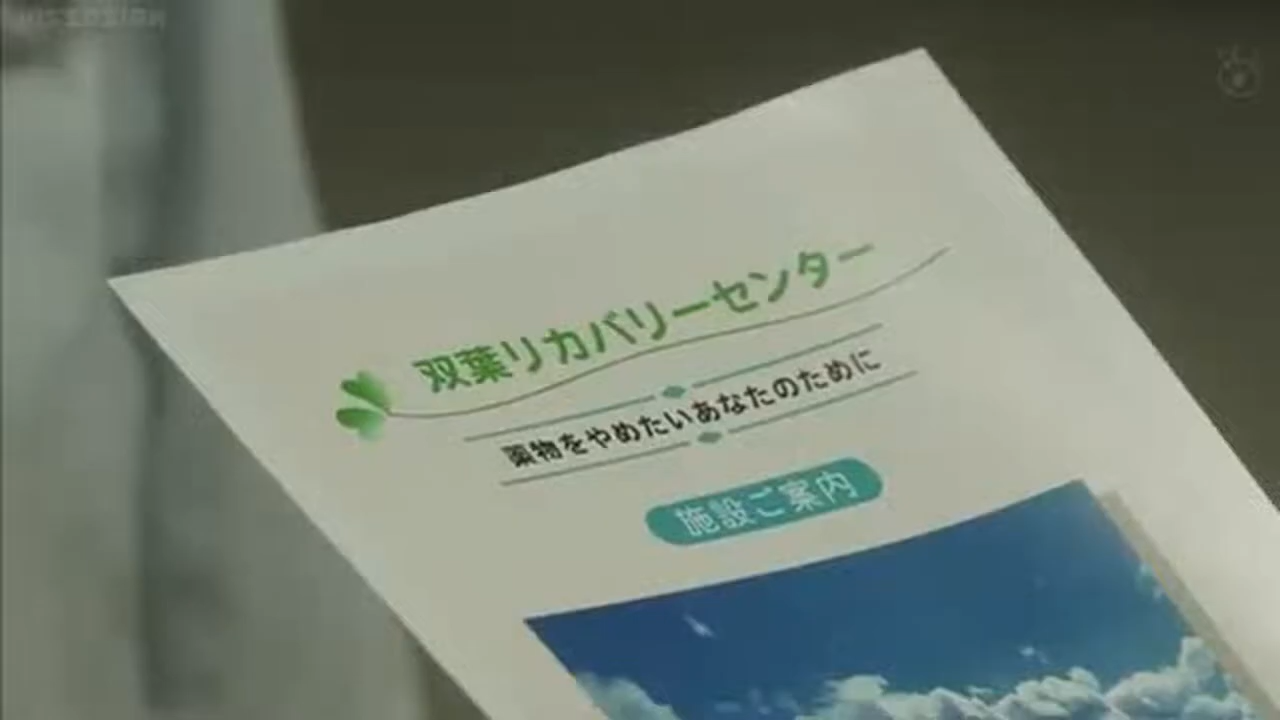 双葉リカバリーセンター
薬物をやめたいあなたのために
施設ご案内